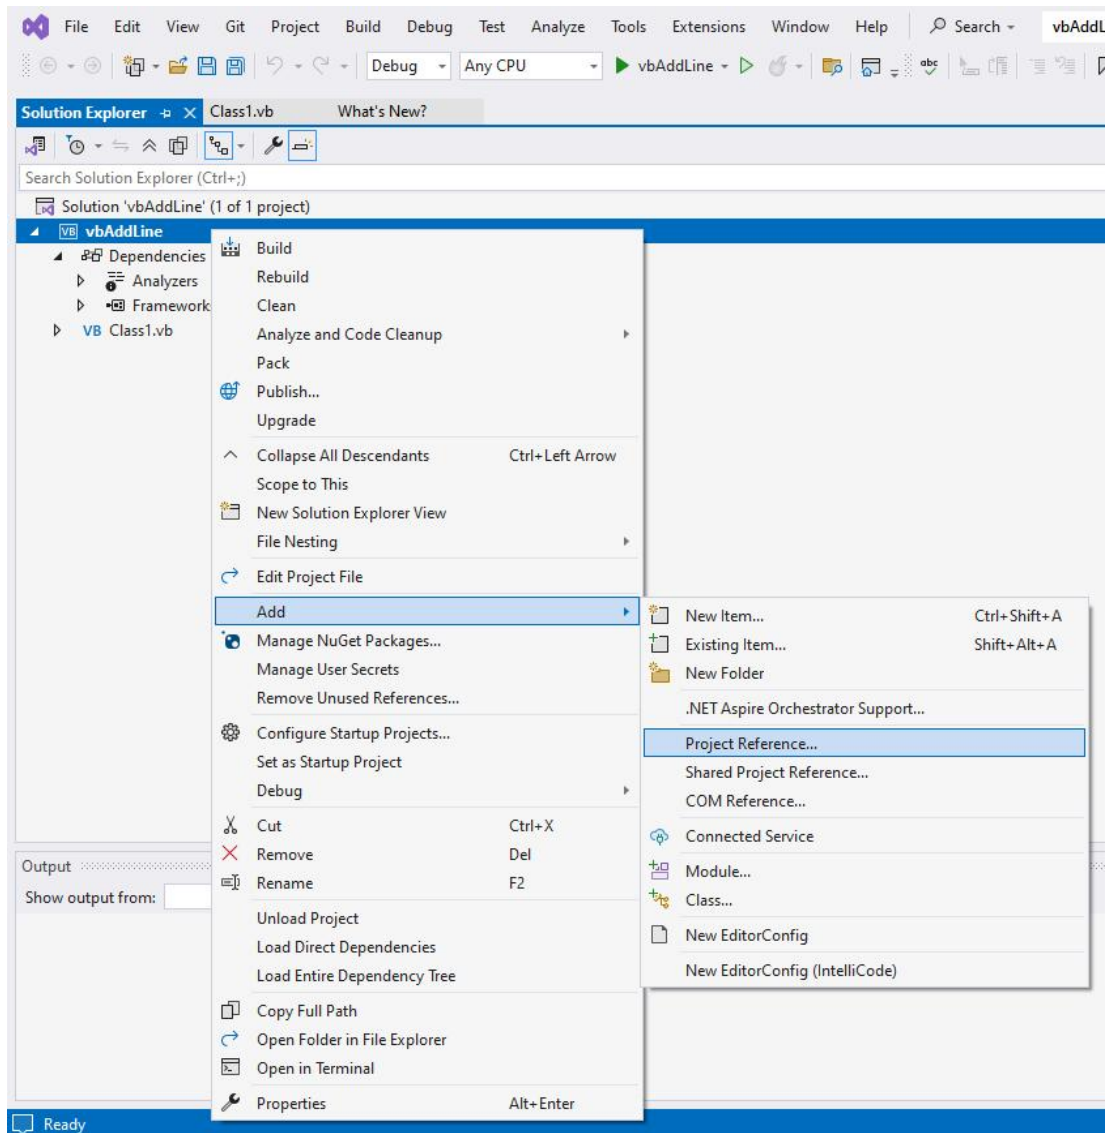 File Edit View Git Project Build Debug Test Analyze Tools Extensions Window Help Search vbAddL
Debug Any CPU vbAddLine abc
Solution Explorer Class1.vb What's New?
Search Solution Explorer (Ctrl+;)
Solution 'vbAddLine' (1 of 1 project)
VB vbAddLine
Dependencies
Analyzers
Framework
VB Class1.vb
Build
Rebuild
Clean
Analyze and Code Cleanup
Pack
Publish...
Upgrade
Collapse All Descendants Ctrl+Left Arrow
Scope to This
New Solution Explorer View
File Nesting
Edit Project File
Add
Manage NuGet Packages...
Manage User Secrets
Remove Unused References...
Configure Startup Projects...
Set as Startup Project
Debug
Cut Ctrl+X
Remove Del
Rename F2
Unload Project
Load Direct Dependencies
Load Entire Dependency Tree
Copy Full Path
Open Folder in File Explorer
Open in Terminal
Properties Alt+Enter
New Item... Ctrl+Shift+A
Existing Item... Shift+Alt+A
New Folder
.NET Aspire Orchestrator Support...
Project Reference...
Shared Project Reference...
COM Reference...
Connected Service
Module...
Class...
New EditorConfig
New EditorConfig (IntelliCode)
Output
Show output from:
Ready